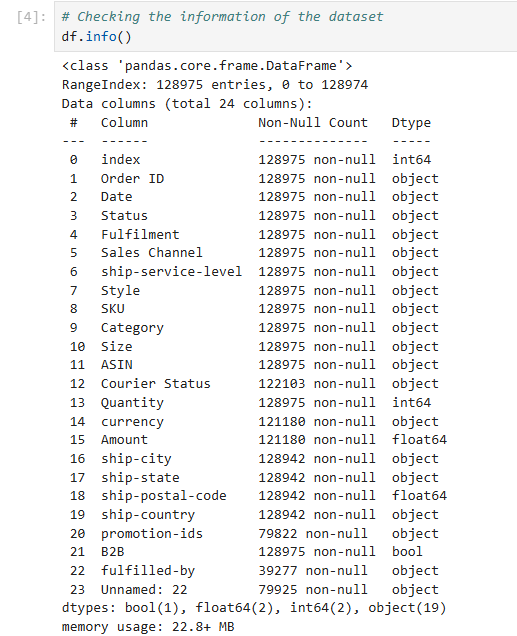 [4]: # Checking the information of the dataset
df.info()
<class 'pandas.core.frame.DataFrame'>
RangeIndex: 128975 entries, 0 to 128974
Data columns (total 24 columns):
 #   Column              Non-Null Count   Dtype
---  ------              --------------   -----
 0   index               128975 non-null  int64
 1   Order ID            128975 non-null  object
 2   Date                128975 non-null  object
 3   Status              128975 non-null  object
 4   Fulfilment          128975 non-null  object
 5   Sales Channel       128975 non-null  object
 6   ship-service-level  128975 non-null  object
 7   Style               128975 non-null  object
 8   SKU                 128975 non-null  object
 9   Category            128975 non-null  object
 10  Size                128975 non-null  object
 11  ASIN                128975 non-null  object
 12  Courier Status      122103 non-null  object
 13  Quantity            128975 non-null  int64
 14  currency            121180 non-null  object
 15  Amount              121180 non-null  float64
 16  ship-city           128942 non-null  object
 17  ship-state          128942 non-null  object
 18  ship-postal-code    128942 non-null  float64
 19  ship-country        128942 non-null  object
 20  promotion-ids       79822 non-null   object
 21  B2B                 128975 non-null  bool
 22  fulfilled-by        39277 non-null   object
 23  Unnamed: 22         79925 non-null   object
dtypes: bool(1), float64(2), int64(2), object(19)
memory usage: 22.8+ MB